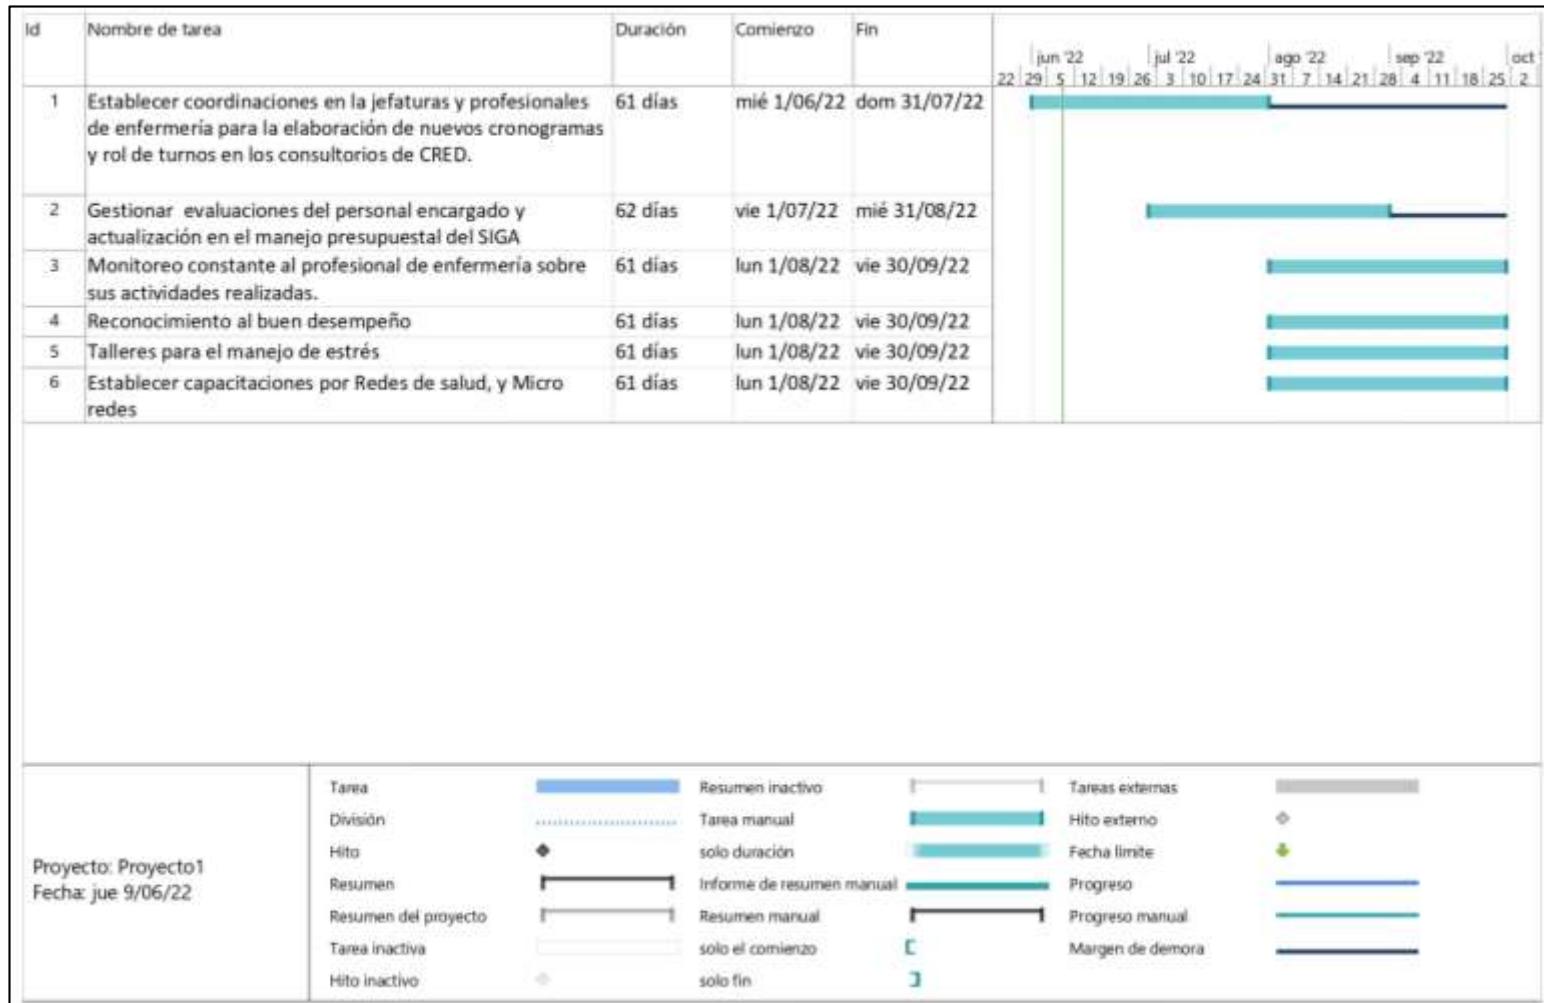 Id Nombre de tarea Duración Comienzo Fin
jun '22 jul '22 ago '22 sep '22 oct '
22 29 5 12 19 26 3 10 17 24 31 7 14 21 28 4 11 18 25 2
1 Establecer coordinaciones en la jefaturas y profesionales 61 días mié 1/06/22 dom 31/07/22
de enfermería para la elaboración de nuevos cronogramas
y rol de turnos en los consultorios de CRED.
2 Gestionar evaluaciones del personal encargado y 62 días vie 1/07/22 mié 31/08/22
actualización en el manejo presupuestal del SIGA
3 Monitoreo constante al profesional de enfermería sobre 61 días lun 1/08/22 vie 30/09/22
sus actividades realizadas.
4 Reconocimiento al buen desempeño 61 días lun 1/08/22 vie 30/09/22
5 Talleres para el manejo de estrés 61 días lun 1/08/22 vie 30/09/22
6 Establecer capacitaciones por Redes de salud, y Micro 61 días lun 1/08/22 vie 30/09/22
redes
Proyecto: Proyecto1
Fecha: jue 9/06/22
Tarea Resumen inactivo Tareas externas
División Tarea manual Hito externo
Hito solo duración Fecha límite
Resumen Informe de resumen manual Progreso
Resumen del proyecto Resumen manual Progreso manual
Tarea inactiva solo el comienzo Margen de demora
Hito inactivo solo fin